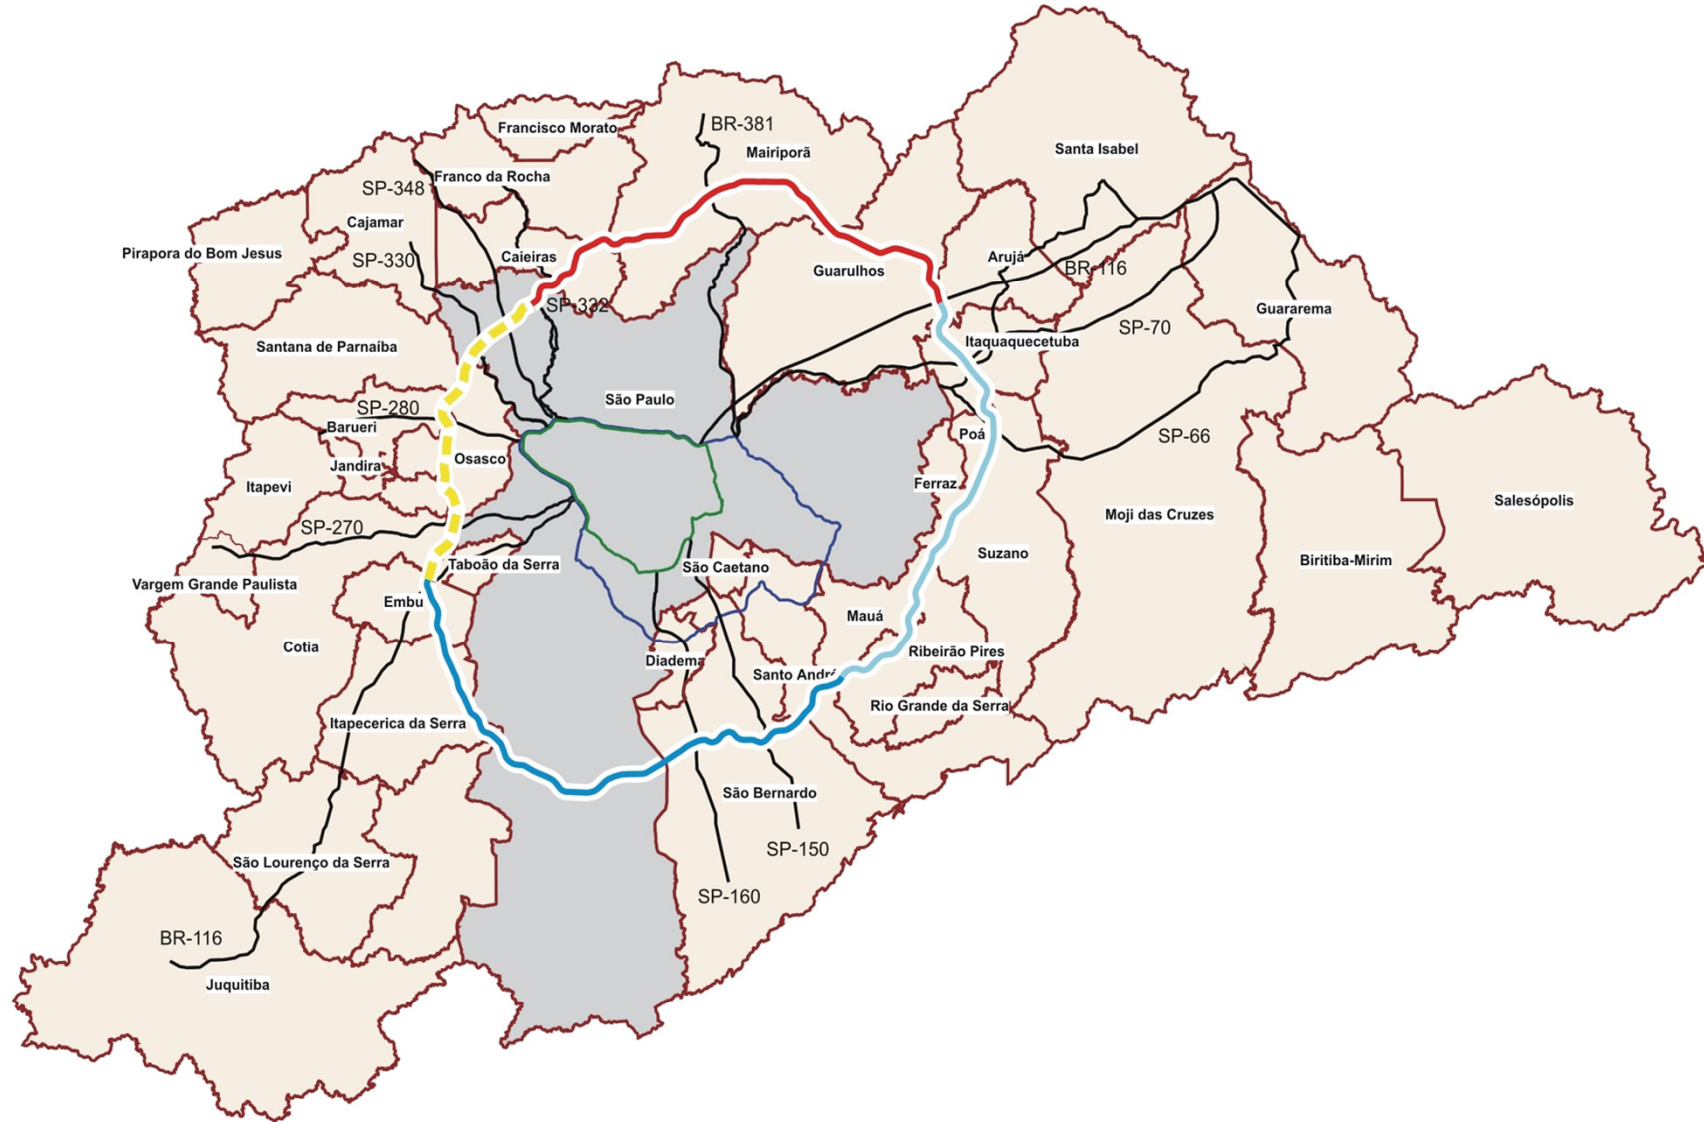 BR-381
Francisco Morato
Mairiporã
Santa Isabel
Franco da Rocha
SP-348
Cajamar
Pirapora do Bom Jesus
SP-330
Caieiras
Guarulhos
Arujá
BR-116
SP-332
Guararema
SP-70
Itaquaquecetuba
Santana de Parnaíba
São Paulo
SP-280
Barueri
Poá
SP-66
Osasco
Jandira
Itapevi
Ferraz
Salesópolis
Moji das Cruzes
SP-270
Suzano
Biritiba-Mirim
Taboão da Serra
São Caetano
Vargem Grande Paulista
Embu
Mauá
Cotia
Ribeirão Pires
Diadema
Santo André
Rio Grande da Serra
Itapecerica da Serra
São Bernardo
SP-150
São Lourenço da Serra
SP-160
BR-116
Juquitiba